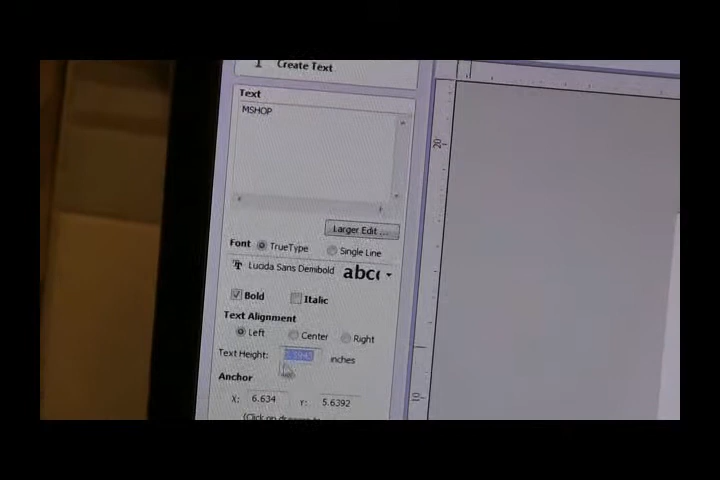 Create Text
Text
MSHOP
20
Larger Edit ...
Font TrueType Single Line
Lucida Sans Demibold abc
Bold Italic
Text Alignment
Left Center Right
Text Height: inches
Anchor
X: 6.634 Y: 5.6392
10